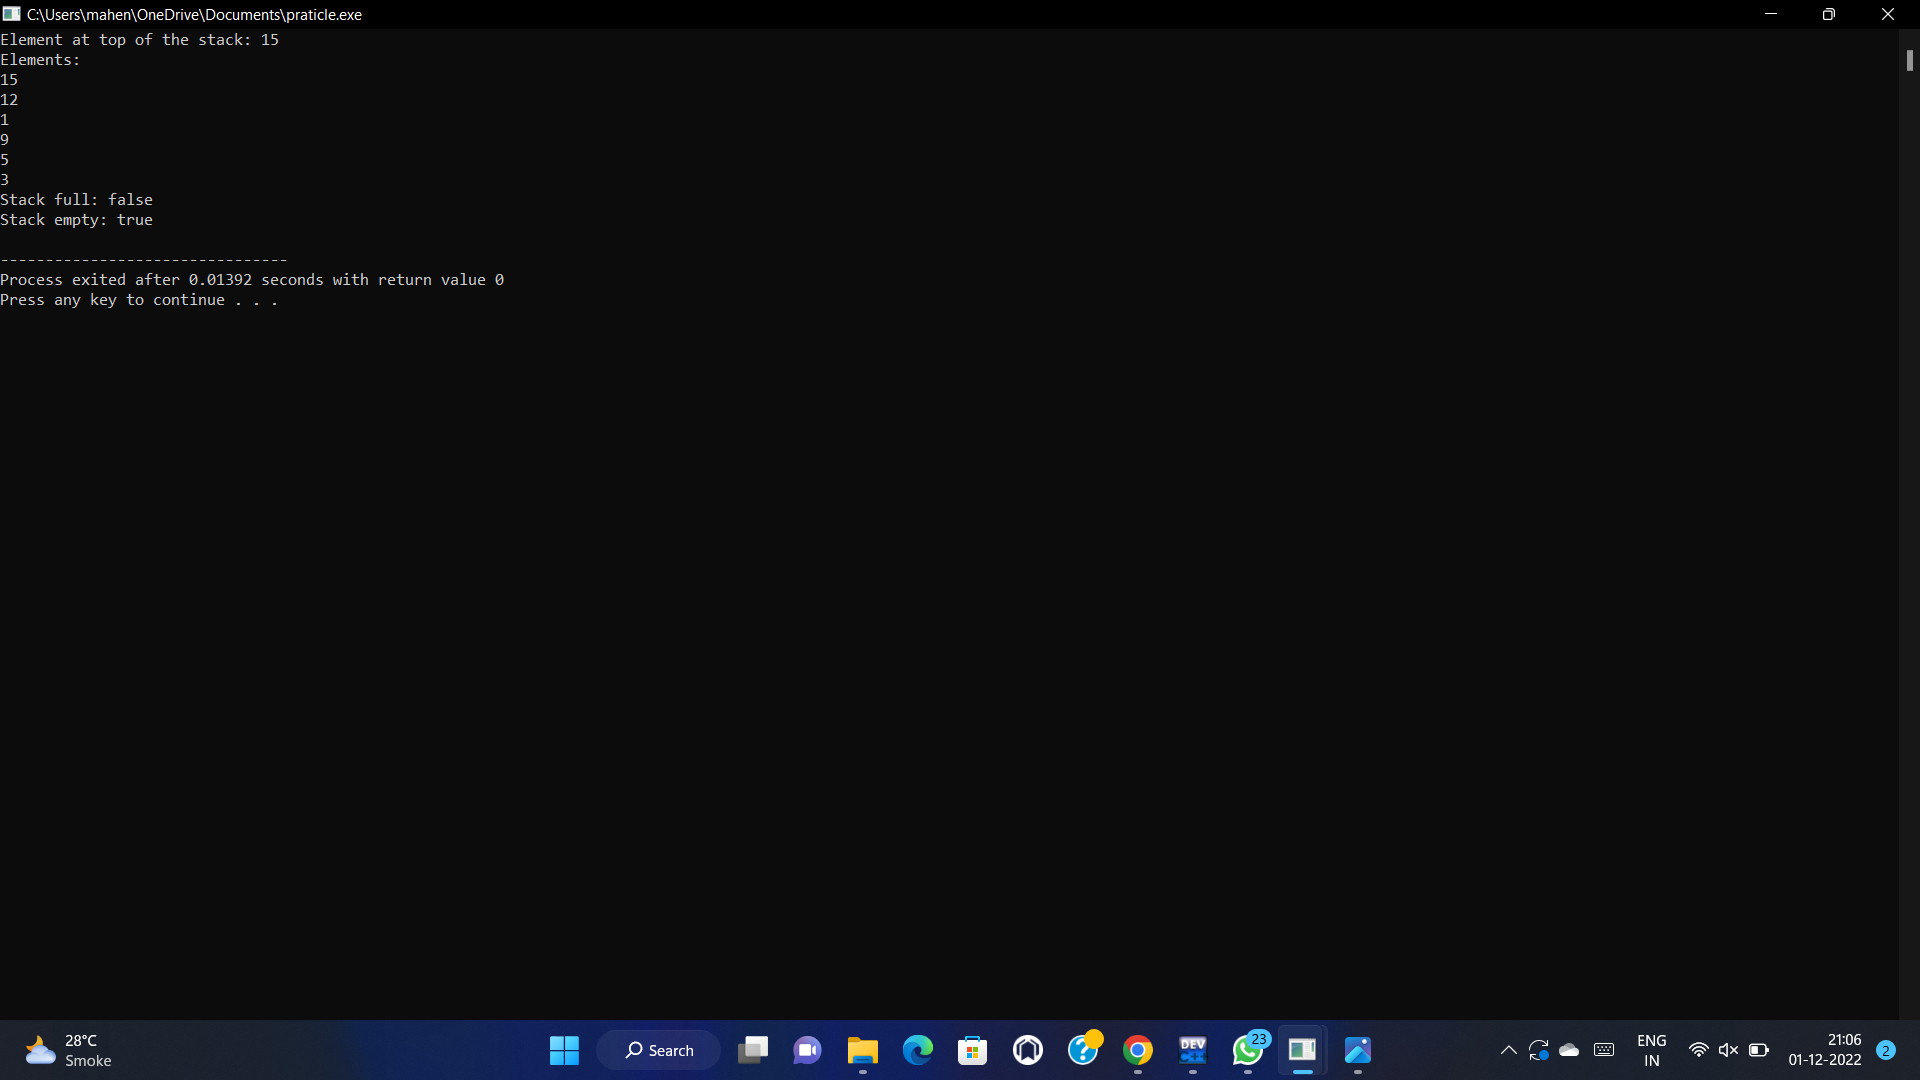 C:\Users\mahen\OneDrive\Documents\praticle.exe
Element at top of the stack: 15
Elements:
15
12
1
9
5
3
Stack full: false
Stack empty: true
--------------------------------
Process exited after 0.01392 seconds with return value 0
Press any key to continue . . .
28°C
Smoke
Search
DEV
C++
23
ENG
IN
21:06
01-12-2022
2